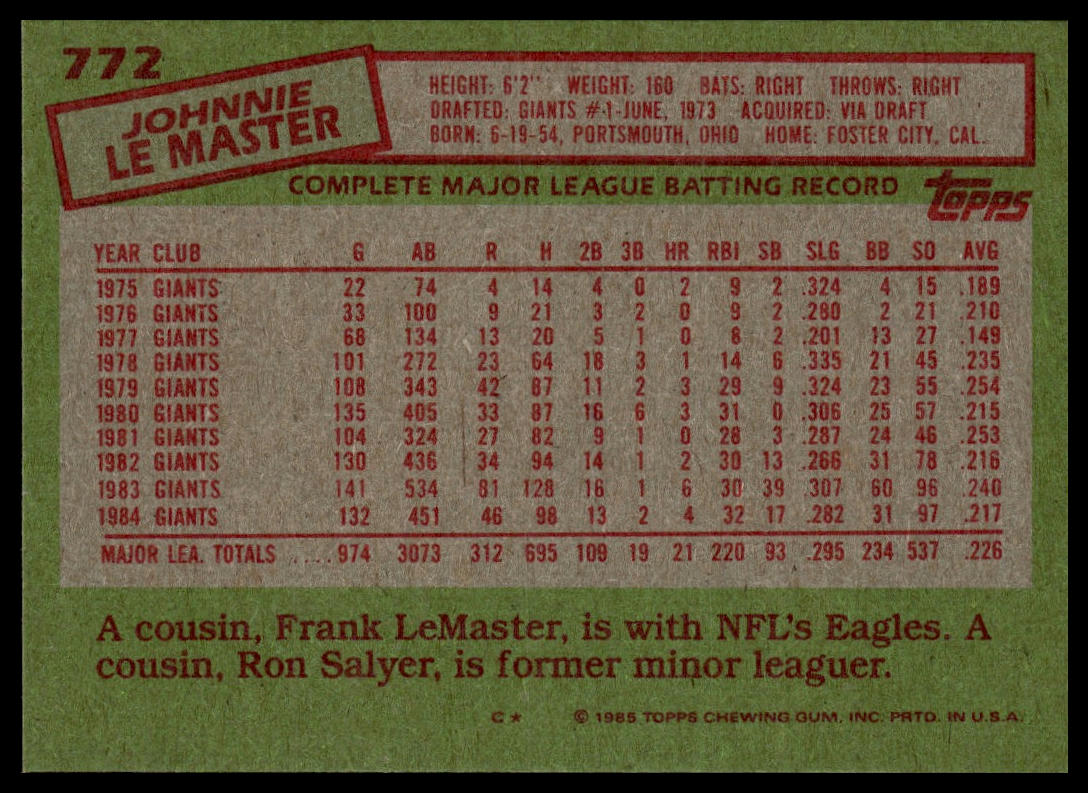 772
JOHNNIE
LE MASTER
HEIGHT: 6'2" WEIGHT: 160 BATS: RIGHT THROWS: RIGHT
DRAFTED: GIANTS #1-JUNE, 1973 ACQUIRED: VIA DRAFT
BORN: 6-19-54, PORTSMOUTH, OHIO HOME: FOSTER CITY, CAL.
COMPLETE MAJOR LEAGUE BATTING RECORD
TOPPS
YEAR CLUB G AB R H 2B 3B HR RBI SB SLG BB SO AVG
1975 GIANTS 22 74 4 14 4 0 2 9 2 .324 4 15 .189
1976 GIANTS 33 100 9 21 3 2 0 9 2 .280 2 21 .210
1977 GIANTS 68 134 13 20 5 1 0 8 2 .201 13 27 .149
1978 GIANTS 101 272 23 64 18 3 1 14 6 .335 21 45 .235
1979 GIANTS 108 343 42 87 11 2 3 29 9 .324 23 55 .254
1980 GIANTS 135 405 33 87 16 6 3 31 0 .306 25 57 .215
1981 GIANTS 104 324 27 82 9 1 0 28 3 .287 24 46 .253
1982 GIANTS 130 436 34 94 14 1 2 30 13 .266 31 78 .216
1983 GIANTS 141 534 81 128 16 1 6 30 39 .307 60 96 .240
1984 GIANTS 132 451 46 98 13 2 4 32 17 .282 31 97 .217
MAJOR LEA. TOTALS .....974 3073 312 695 109 19 21 220 93 .295 234 537 .226
A cousin, Frank LeMaster, is with NFL's Eagles. A
cousin, Ron Salyer, is former minor leaguer.
C★ © 1985 TOPPS CHEWING GUM, INC. PRTD. IN U.S.A.